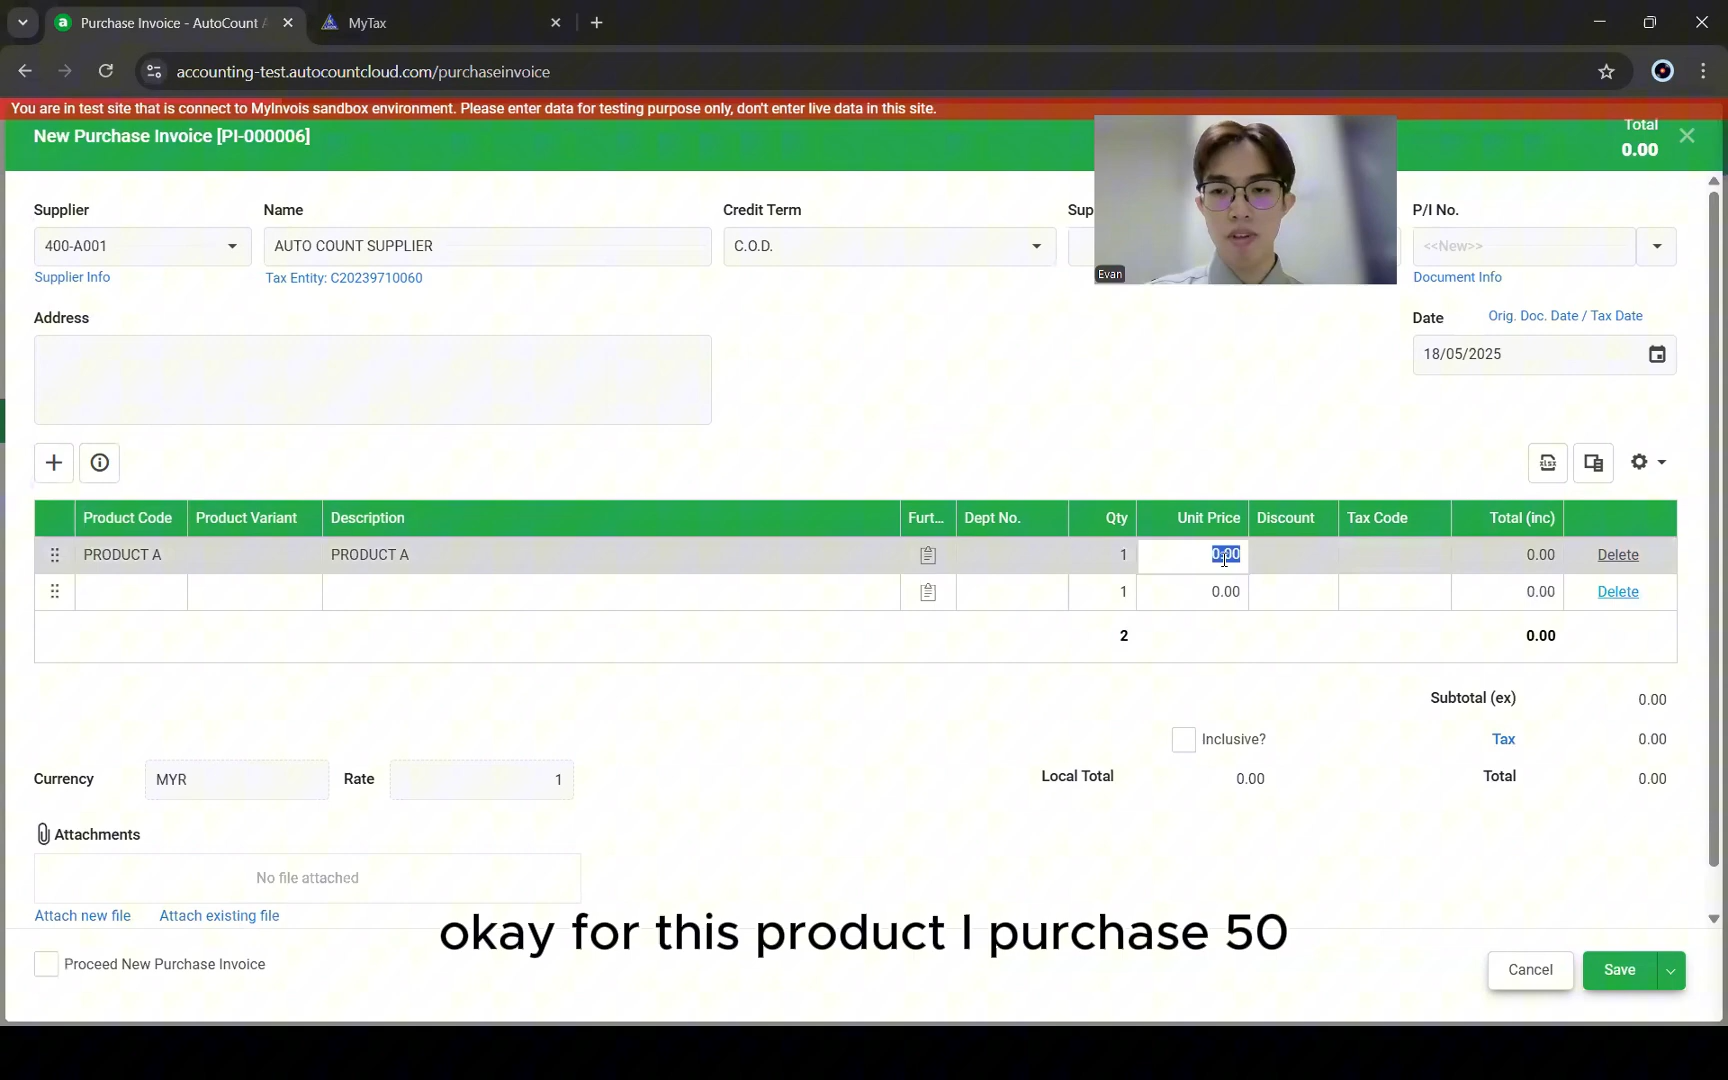 Purchase Invoice - AutoCount A
MyTax
accounting-test.autocountcloud.com/purchaseinvoice
You are in test site that is connect to MyInvois sandbox environment. Please enter data for testing purpose only, don't enter live data in this site.
New Purchase Invoice [PI-000006]
Total
0.00
Supplier
Name
Credit Term
Sup
P/I No.
400-A001
AUTO COUNT SUPPLIER
C.O.D.
<<New>>
Supplier Info
Tax Entity: C20239710060
Evan
Document Info
Address
Date
Orig. Doc. Date / Tax Date
18/05/2025
xlsx
Product Code Product Variant Description Furt... Dept No. Qty Unit Price Discount Tax Code Total (inc)
PRODUCT A PRODUCT A 1 0.00 0.00 Delete
1 0.00 0.00 Delete
2 0.00
Subtotal (ex) 0.00
Inclusive? Tax 0.00
Currency MYR Rate 1 Local Total 0.00 Total 0.00
Attachments
No file attached
Attach new file Attach existing file
okay for this product I purchase 50
Proceed New Purchase Invoice
Cancel
Save